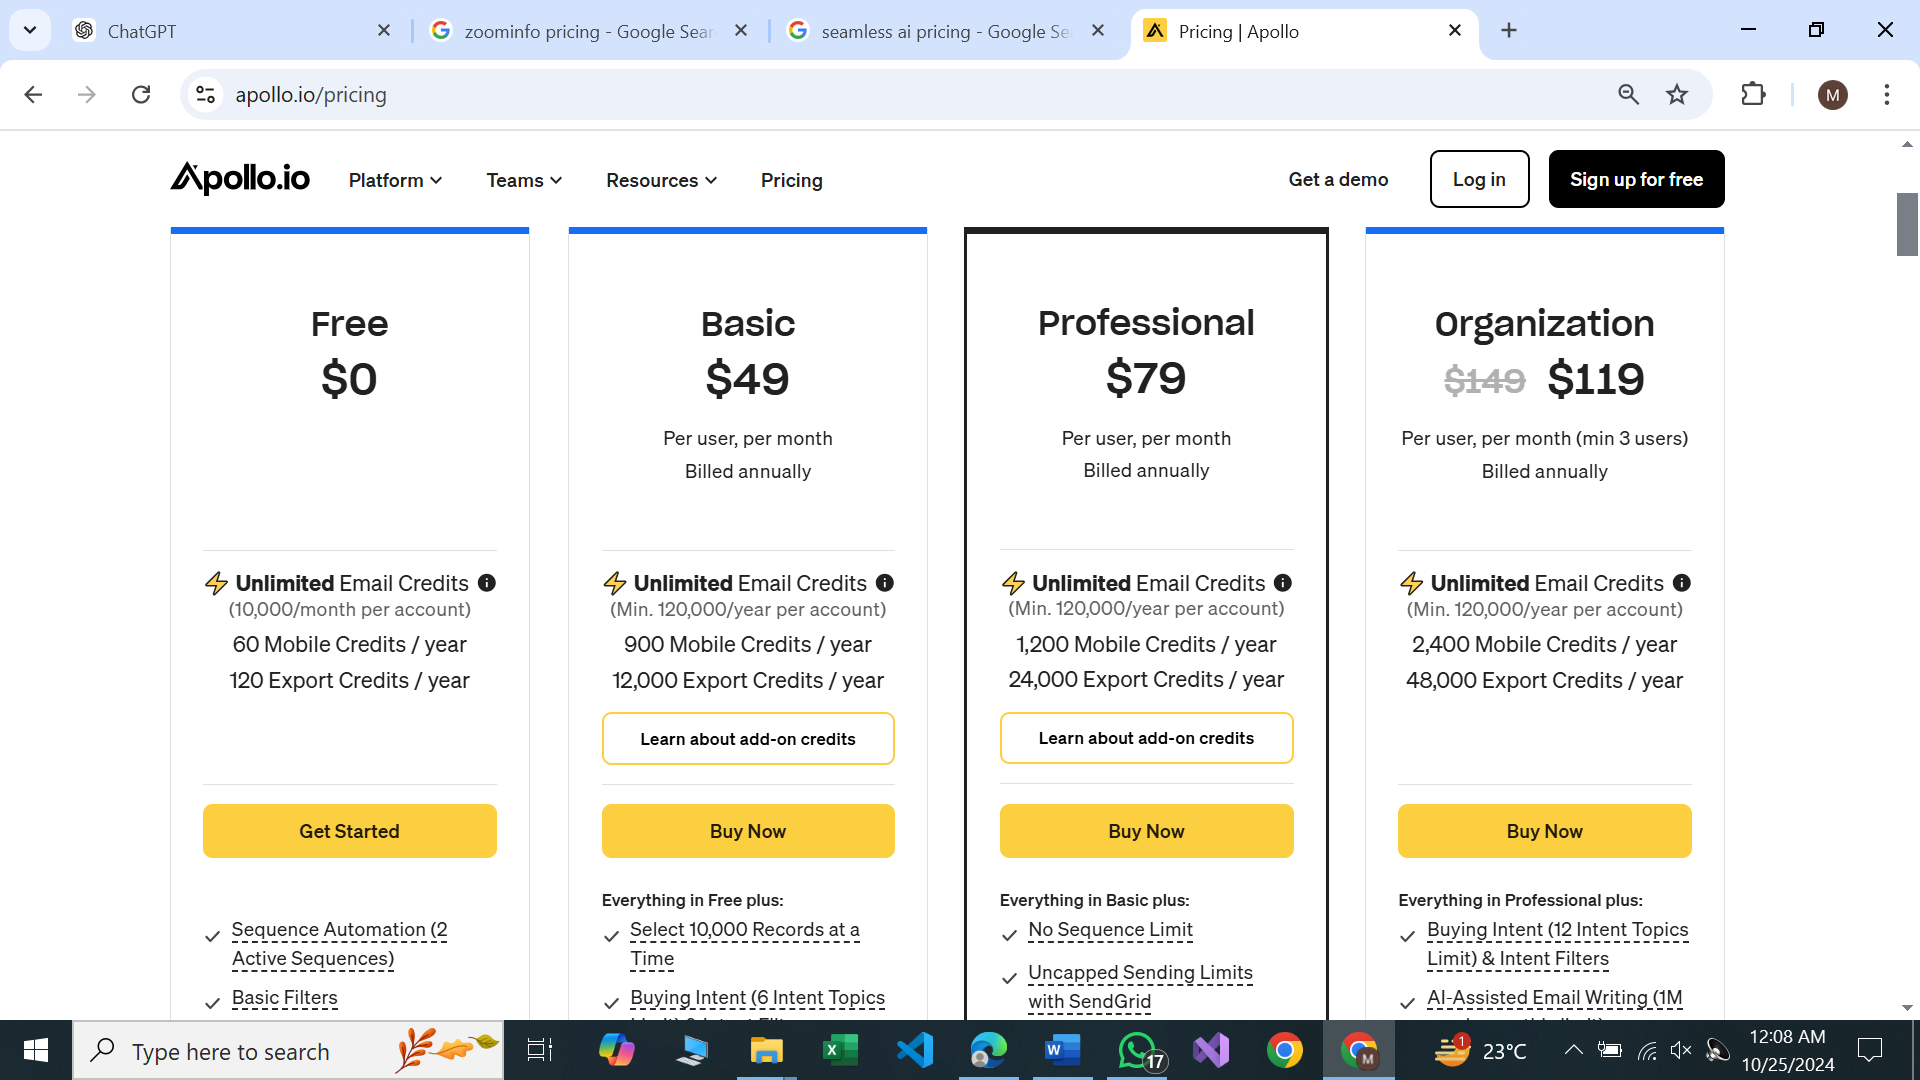 ChatGPT
zoominfo pricing - Google Sear
seamless ai pricing - Google Se
Pricing | Apollo
apollo.io/pricing
M
Apollo.io
Platform
Teams
Resources
Pricing
Get a demo
Log in
Sign up for free
Free
$0
Unlimited Email Credits
(10,000/month per account)
60 Mobile Credits / year
120 Export Credits / year
Get Started
Sequence Automation (2
Active Sequences)
Basic Filters
Basic
$49
Per user, per month
Billed annually
Unlimited Email Credits
(Min. 120,000/year per account)
900 Mobile Credits / year
12,000 Export Credits / year
Learn about add-on credits
Buy Now
Everything in Free plus:
Select 10,000 Records at a
Time
Buying Intent (6 Intent Topics
Professional
$79
Per user, per month
Billed annually
Unlimited Email Credits
(Min. 120,000/year per account)
1,200 Mobile Credits / year
24,000 Export Credits / year
Learn about add-on credits
Buy Now
Everything in Basic plus:
No Sequence Limit
Uncapped Sending Limits
with SendGrid
Organization
$149 $119
Per user, per month (min 3 users)
Billed annually
Unlimited Email Credits
(Min. 120,000/year per account)
2,400 Mobile Credits / year
48,000 Export Credits / year
Buy Now
Everything in Professional plus:
Buying Intent (12 Intent Topics
Limit) & Intent Filters
AI-Assisted Email Writing (1M
Type here to search
17
M
1
23°C
12:08 AM
10/25/2024